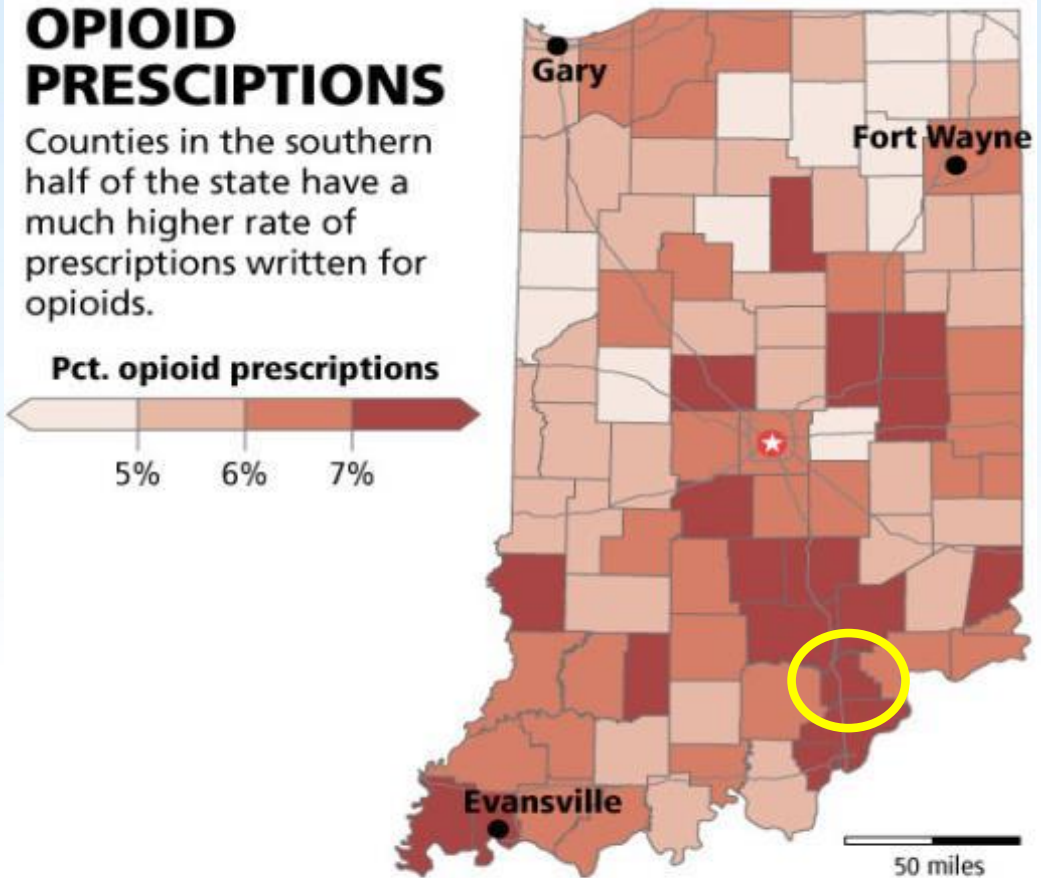 OPIOID
PRESCIPTIONS
Counties in the southern
half of the state have a
much higher rate of
prescriptions written for
opioids.
Pct. opioid prescriptions
5% 6% 7%
Gary
Fort Wayne
Evansville
50 miles